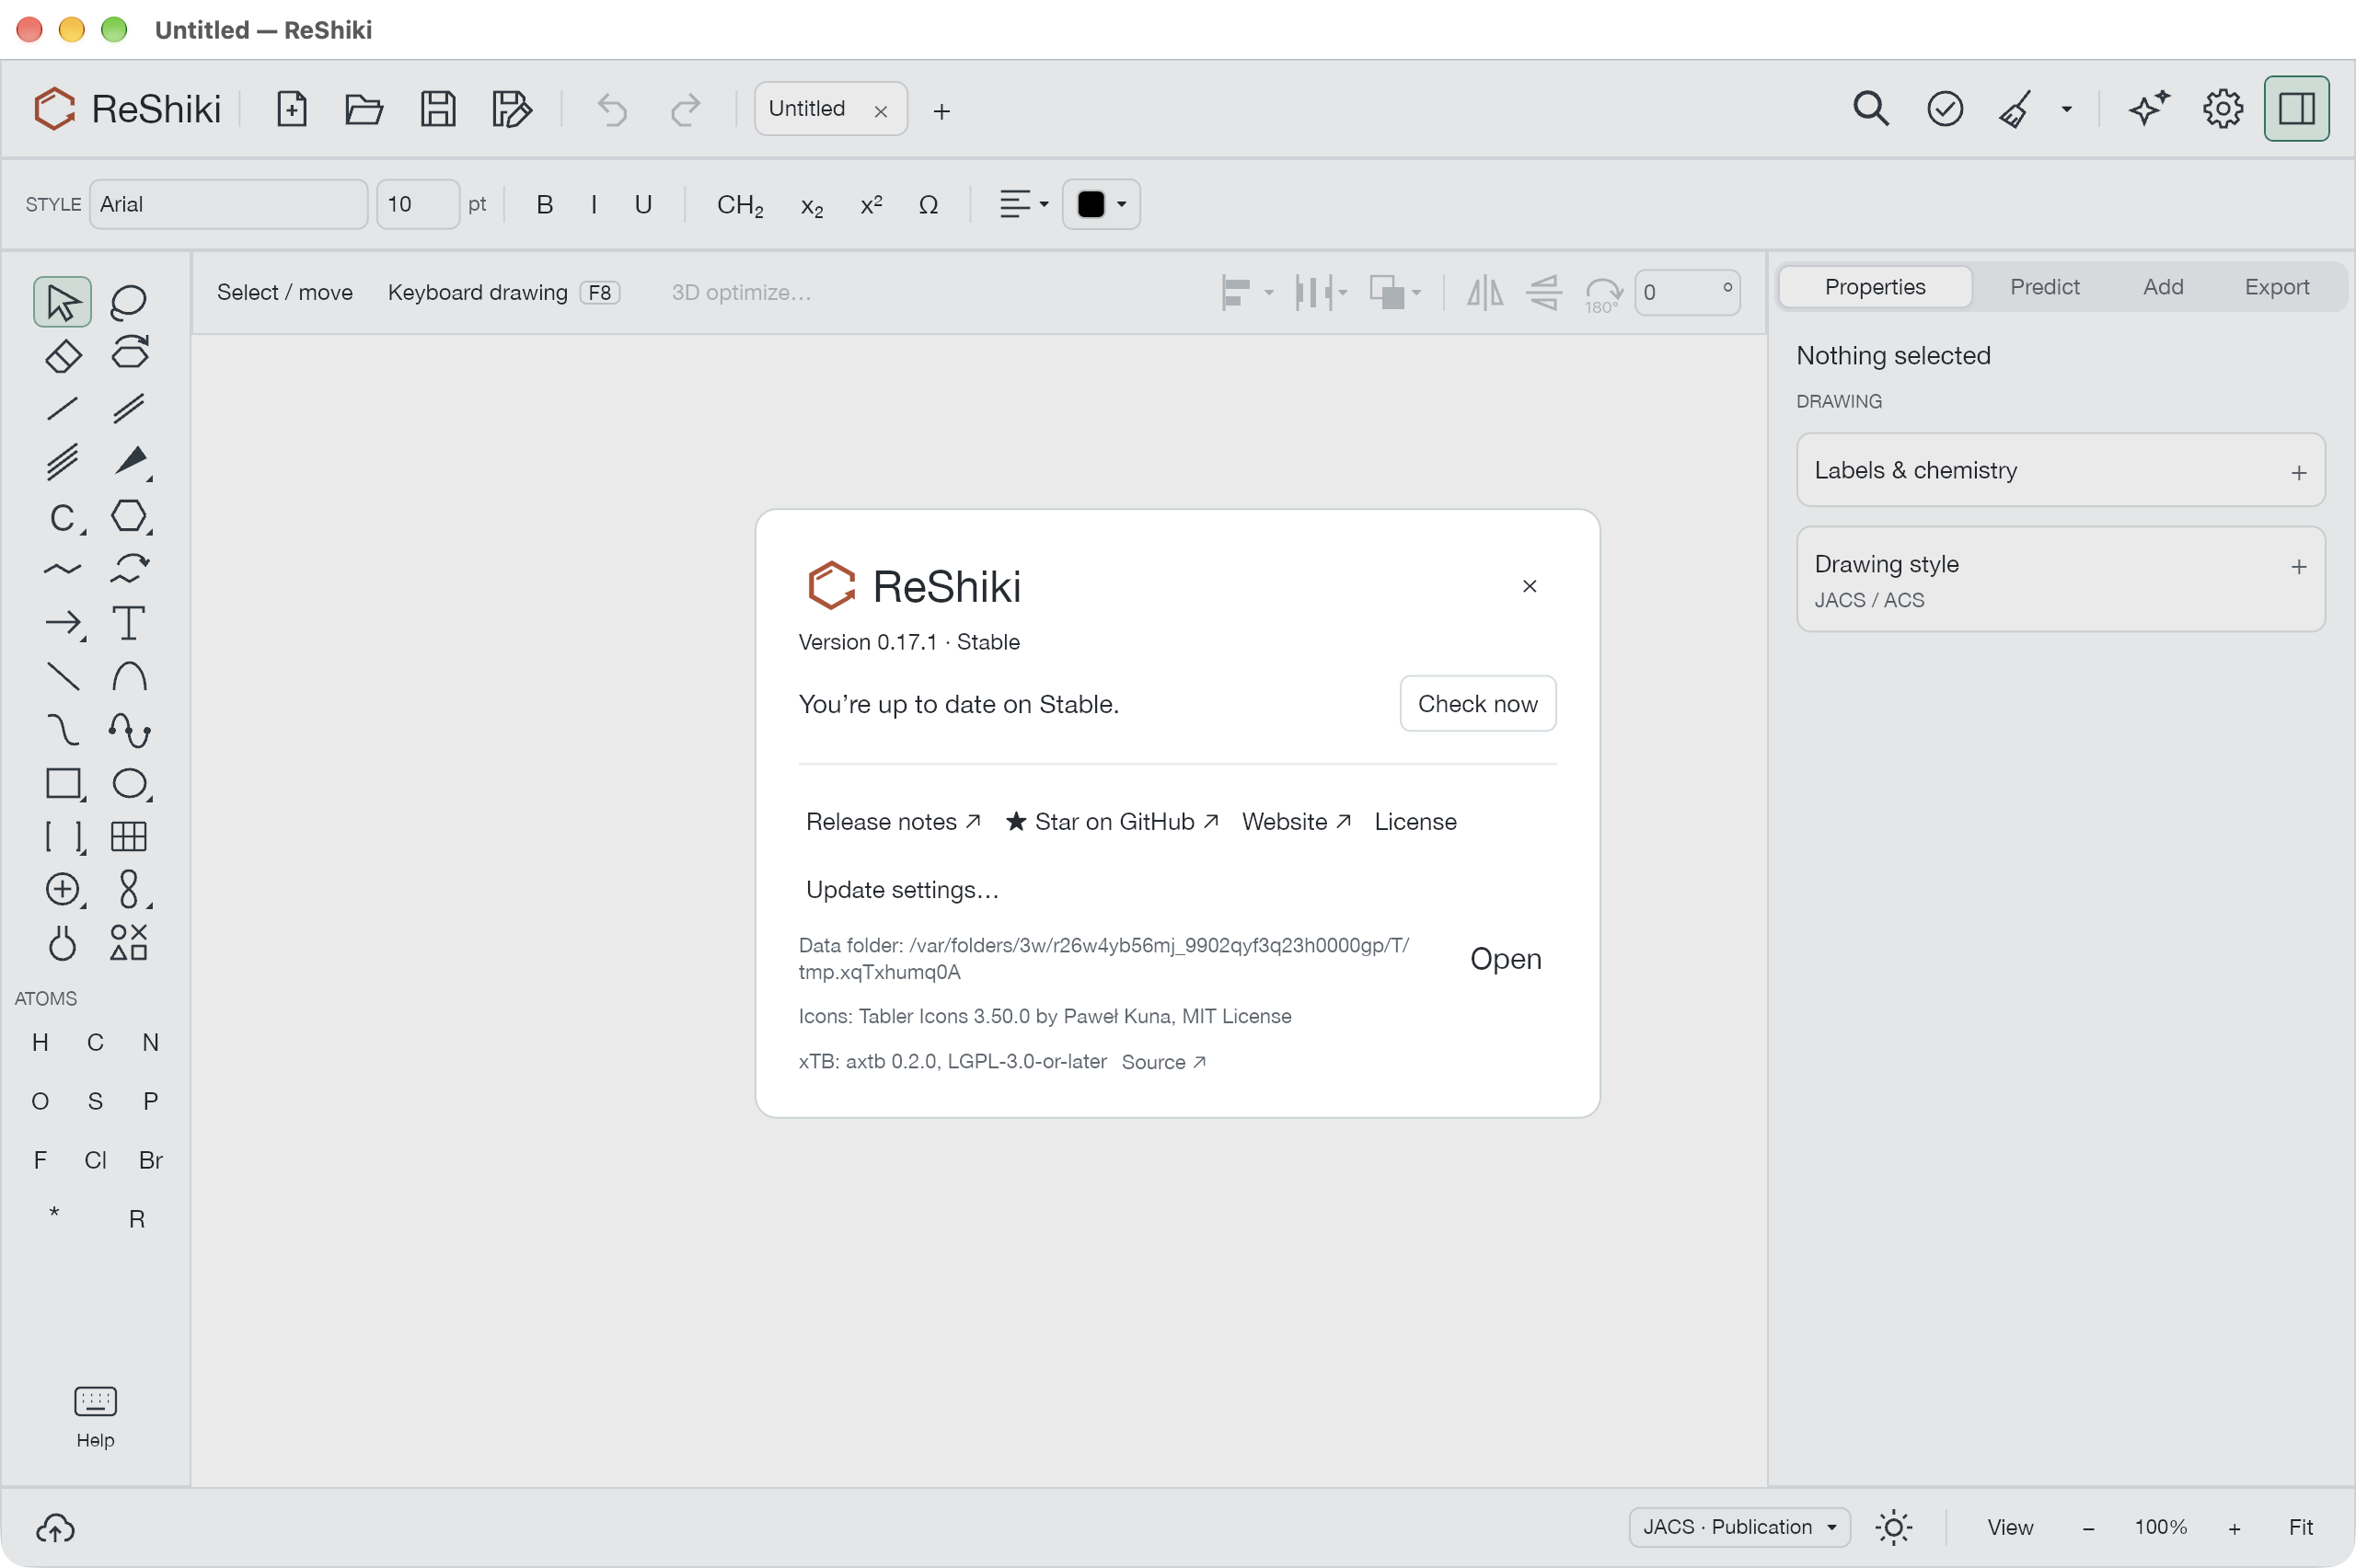 Untitled — ReShiki
ReShiki
Untitled × +
STYLE Arial 10 pt B I U CH₂ x₂ x² Ω
Select / move Keyboard drawing F8 3D optimize… 180° 0 °
Properties Predict Add Export
Nothing selected
DRAWING
Labels & chemistry +
Drawing style +
JACS / ACS
C
T
[ ]
ATOMS
H C N
O S P
F Cl Br
* R
Help
ReShiki ×
Version 0.17.1 · Stable
You’re up to date on Stable. Check now
Release notes ↗ ★ Star on GitHub ↗ Website ↗ License
Update settings…
Data folder: /var/folders/3w/r26w4yb56mj_9902qyf3q23h0000gp/T/
tmp.xqTxhumq0A
Open
Icons: Tabler Icons 3.50.0 by Paweł Kuna, MIT License
xTB: axtb 0.2.0, LGPL-3.0-or-later Source ↗
JACS · Publication View − 100% + Fit